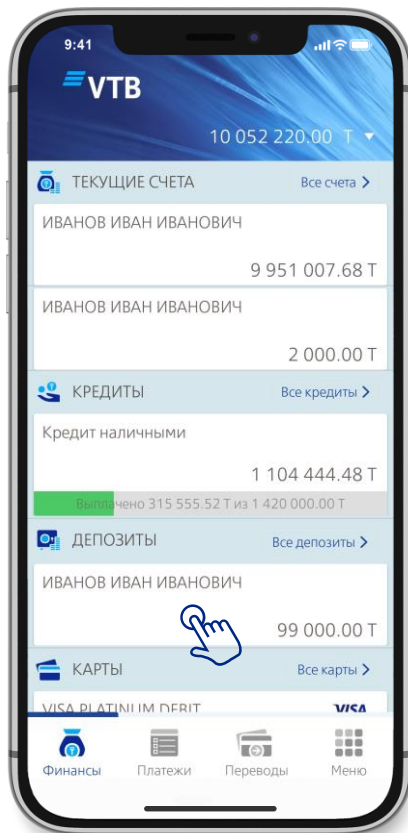 9:41
VTB
10 052 220.00 T
ТЕКУЩИЕ СЧЕТА Все счета >
ИВАНОВ ИВАН ИВАНОВИЧ
9 951 007.68 T
ИВАНОВ ИВАН ИВАНОВИЧ
2 000.00 T
КРЕДИТЫ Все кредиты >
Кредит наличными
1 104 444.48 T
Выплачено 315 555.52 T из 1 420 000.00 T
ДЕПОЗИТЫ Все депозиты >
ИВАНОВ ИВАН ИВАНОВИЧ
99 000.00 T
КАРТЫ Все карты >
VISA PLATINUM DEBIT VISA
Финансы Платежи Переводы Меню